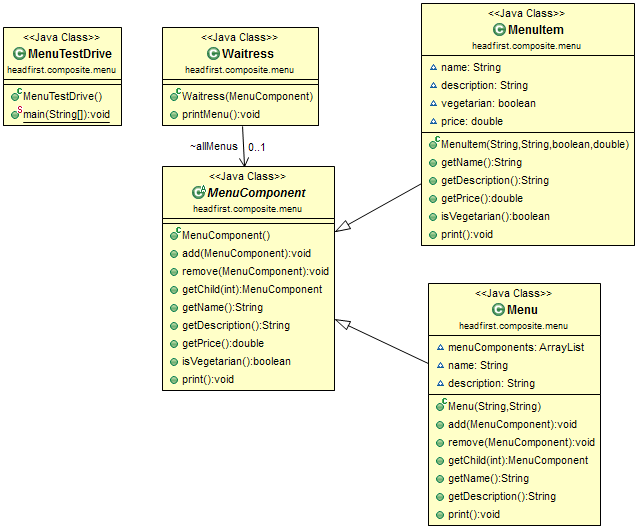 <<Java Class>>
MenuTestDrive
headfirst.composite.menu
MenuTestDrive()
main(String[]):void
<<Java Class>>
Waitress
headfirst.composite.menu
Waitress(MenuComponent)
printMenu():void
~allMenus
0..1
<<Java Class>>
MenuComponent
headfirst.composite.menu
MenuComponent()
add(MenuComponent):void
remove(MenuComponent):void
getChild(int):MenuComponent
getName():String
getDescription():String
getPrice():double
isVegetarian():boolean
print():void
<<Java Class>>
MenuItem
headfirst.composite.menu
name: String
description: String
vegetarian: boolean
price: double
MenuItem(String,String,boolean,double)
getName():String
getDescription():String
getPrice():double
isVegetarian():boolean
print():void
<<Java Class>>
Menu
headfirst.composite.menu
menuComponents: ArrayList
name: String
description: String
Menu(String,String)
add(MenuComponent):void
remove(MenuComponent):void
getChild(int):MenuComponent
getName():String
getDescription():String
print():void